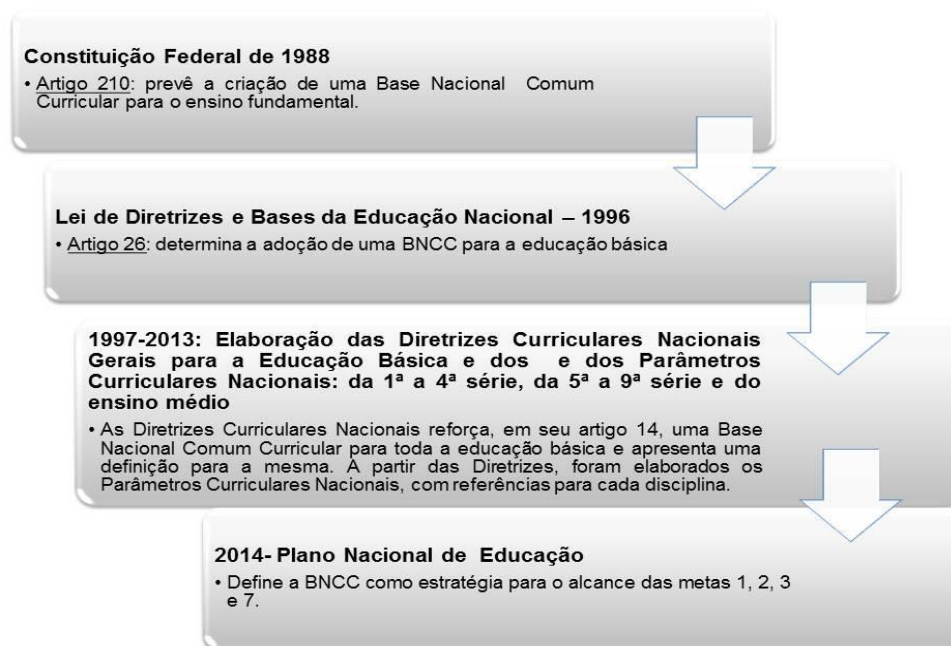 Constituição Federal de 1988
• Artigo 210: prevê a criação de uma Base Nacional Comum
Curricular para o ensino fundamental.
Lei de Diretrizes e Bases da Educação Nacional – 1996
• Artigo 26: determina a adoção de uma BNCC para a educação básica
1997-2013: Elaboração das Diretrizes Curriculares Nacionais
Gerais para a Educação Básica e dos e dos Parâmetros
Curriculares Nacionais: da 1ª a 4ª série, da 5ª a 9ª série e do
ensino médio
• As Diretrizes Curriculares Nacionais reforça, em seu artigo 14, uma Base
Nacional Comum Curricular para toda a educação básica e apresenta uma
definição para a mesma. A partir das Diretrizes, foram elaborados os
Parâmetros Curriculares Nacionais, com referências para cada disciplina.
2014- Plano Nacional de Educação
• Define a BNCC como estratégia para o alcance das metas 1, 2, 3
e 7.